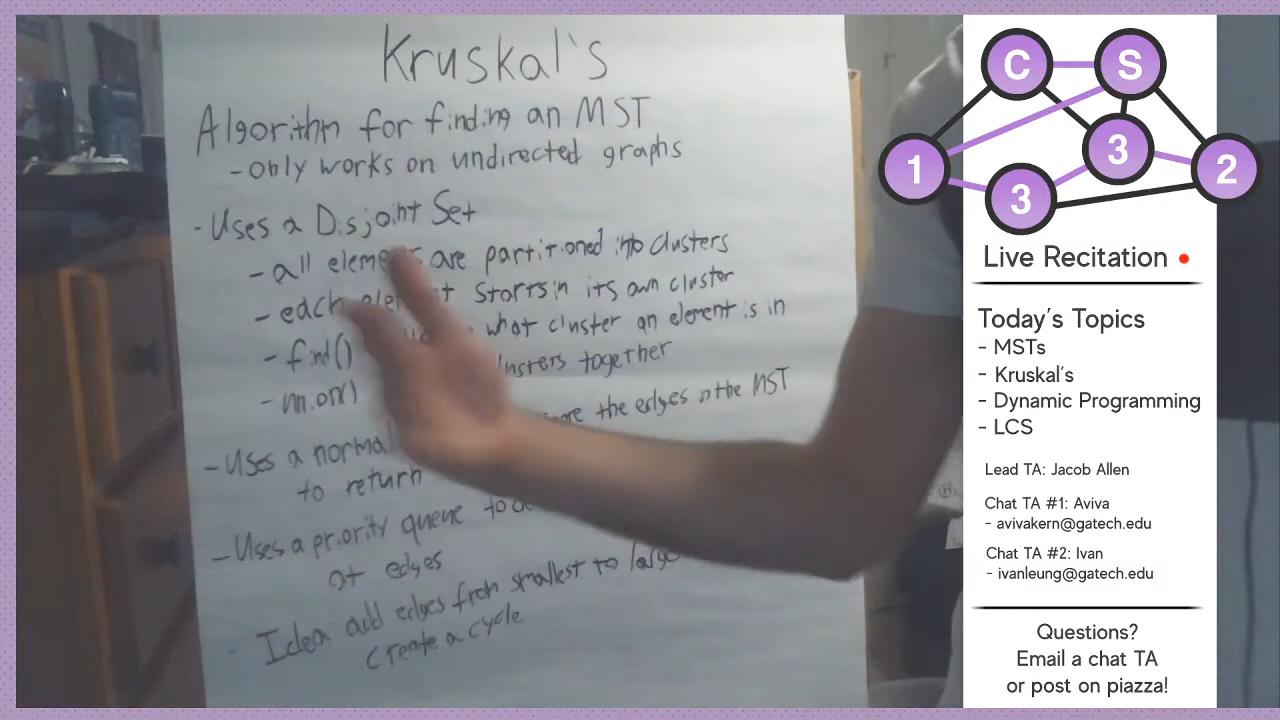 Kruskal's
Algorithm for finding an MST
- only works on undirected graphs
- Uses a Disjoint Set
- all are partitioned into clusters
- each starts in its own cluster
- find() what cluster an element is in
- union() clusters together
- Uses a normal the edges in the MST
to return
- Uses a priority queue to
at edges
- Idea add edges from smallest to
create a cycle
C
S
1
3
3
2
Live Recitation
Today's Topics
- MSTs
- Kruskal's
- Dynamic Programming
- LCS
Lead TA: Jacob Allen
Chat TA #1: Aviva
- avivakern@gatech.edu
Chat TA #2: Ivan
- ivanleung@gatech.edu
Questions?
Email a chat TA
or post on piazza!